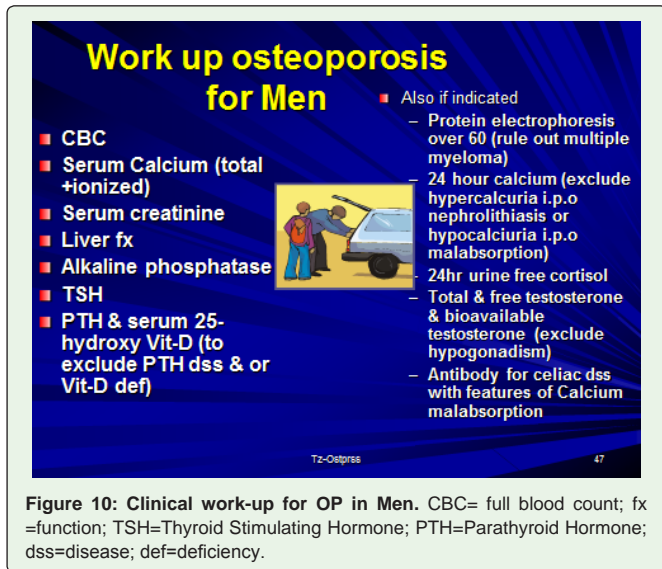 Work up osteoporosis
for Men
CBC
Serum Calcium (total
+ionized)
Serum creatinine
Liver fx
Alkaline phosphatase
TSH
PTH & serum 25-
hydroxy Vit-D (to
exclude PTH dss & or
Vit-D def)
Also if indicated
– Protein electrophoresis
over 60 (rule out multiple
myeloma)
– 24 hour calcium (exclude
hypercalcuria i.p.o
nephrolithiasis or
hypocalciuria i.p.o
malabsorption)
24hr urine free cortisol
– Total & free testosterone
& bioavailable
testosterone (exclude
hypogonadism)
– Antibody for celiac dss
with features of Calcium
malabsorption
Tz-Ostprss
47
Figure 10: Clinical work-up for OP in Men. CBC= full blood count; fx
=function; TSH=Thyroid Stimulating Hormone; PTH=Parathyroid Hormone;
dss=disease; def=deficiency.